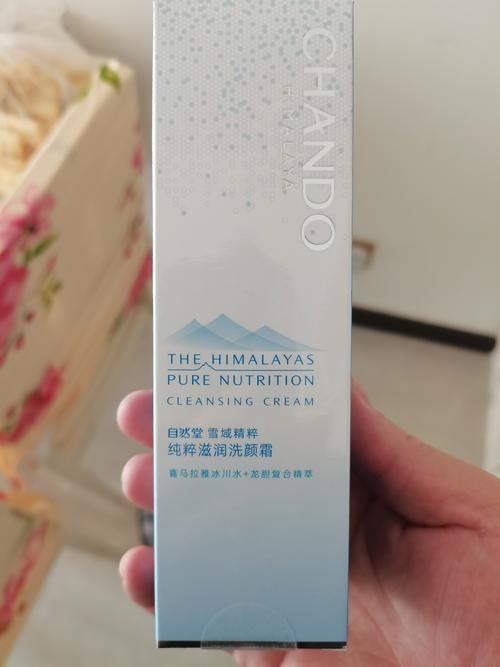 CHANDO
HIMALAYA
THE HIMALAYAS
PURE NUTRITION
CLEANSING CREAM
自然堂 雪域精粹
纯粹滋润洗颜霜
喜马拉雅冰川水+龙胆复合精萃